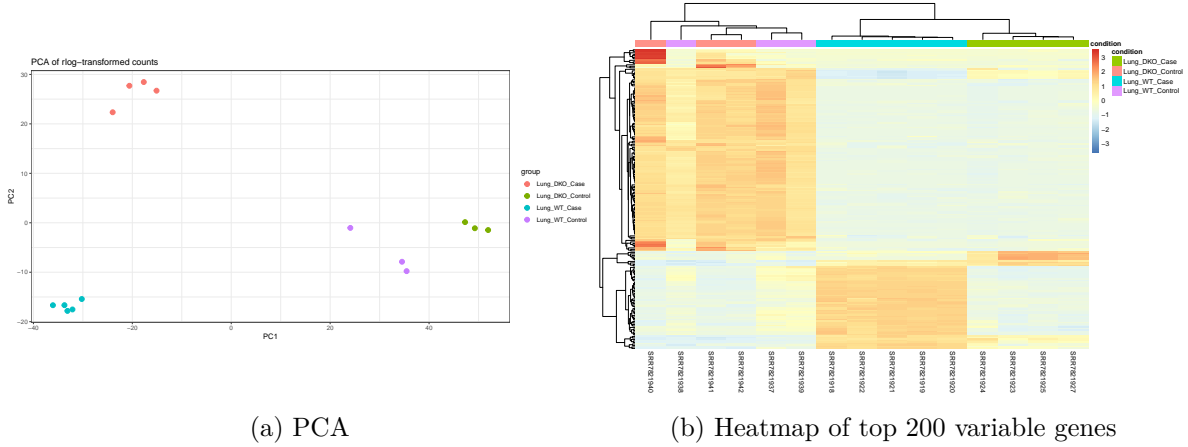 PCA of rlog−transformed counts
30
20
10
0
−10
−20
PC2
−40
−20
0
20
40
PC1
group
Lung_DKO_Case
Lung_DKO_Control
Lung_WT_Case
Lung_WT_Control
(a) PCA
condition
condition
Lung_DKO_Case
Lung_DKO_Control
Lung_WT_Case
Lung_WT_Control
3
2
1
0
−1
−2
−3
SRR7821940
SRR7821938
SRR7821941
SRR7821942
SRR7821937
SRR7821939
SRR7821918
SRR7821922
SRR7821921
SRR7821919
SRR7821920
SRR7821924
SRR7821923
SRR7821925
SRR7821927
(b) Heatmap of top 200 variable genes